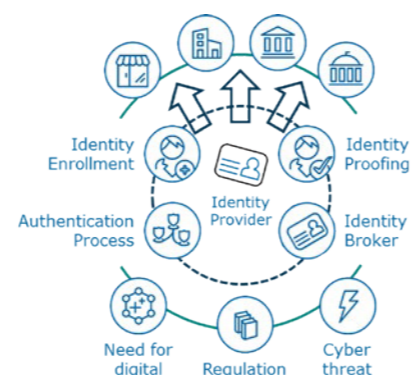 Identity
Enrollment
Identity
Proofing
Identity
Provider
Authentication
Process
Identity
Broker
Need for
digital
Regulation
Cyber
threat